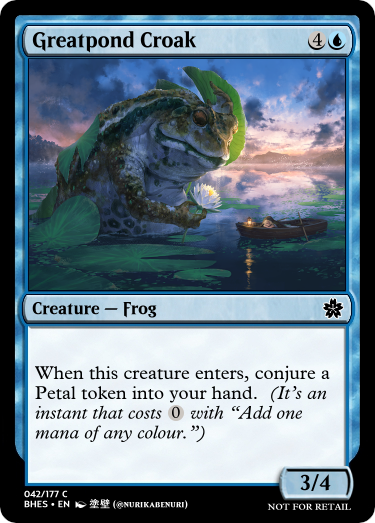 Greatpond Croak 4
Creature — Frog
When this creature enters, conjure a
Petal token into your hand. (It's an
instant that costs 0 with “Add one
mana of any colour.”)
3/4
042/177 C
BHES • EN 塗壁 (@NURIKABENURI)
NOT FOR RETAIL